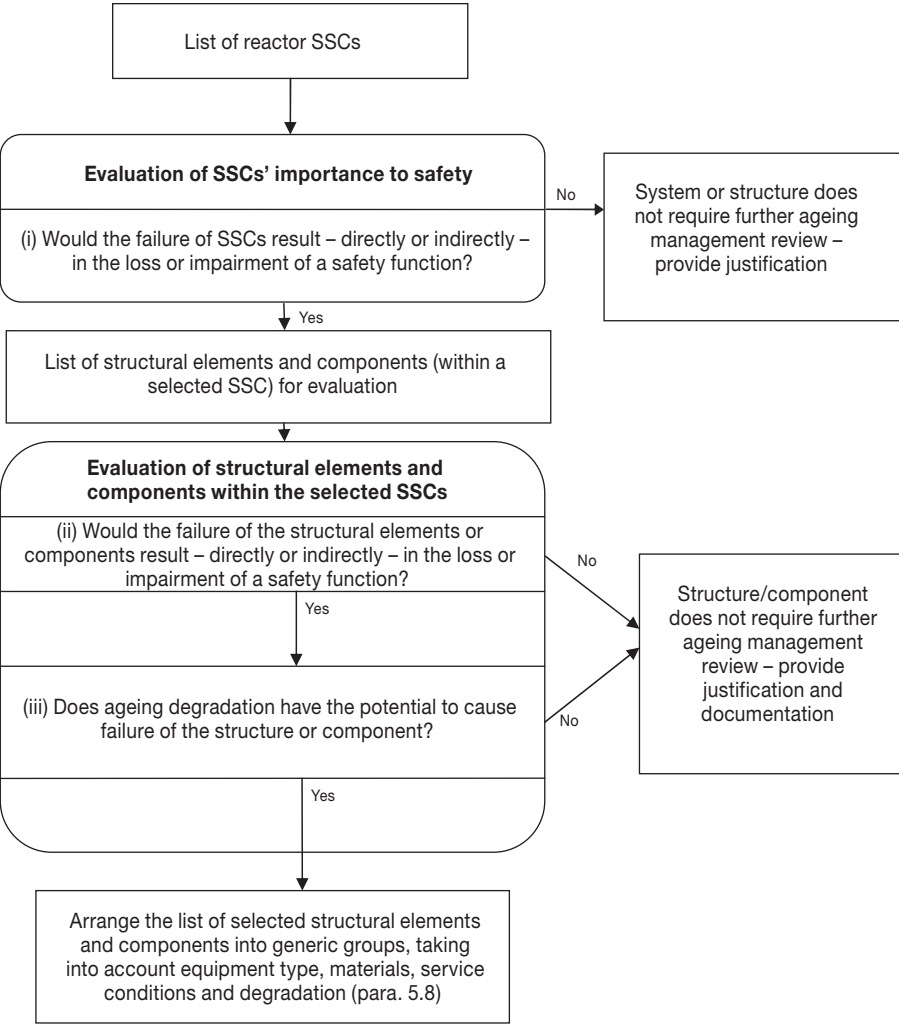 List of reactor SSCs
Evaluation of SSCs’ importance to safety
No
System or structure does
not require further ageing
management review –
provide justification
(i) Would the failure of SSCs result – directly or indirectly –
in the loss or impairment of a safety function?
Yes
List of structural elements and components (within a
selected SSC) for evaluation
Evaluation of structural elements and
components within the selected SSCs
(ii) Would the failure of the structural elements or
components result – directly or indirectly – in the loss or
impairment of a safety function?
No
Yes
Structure/component
does not require further
ageing management
review – provide
justification and
documentation
(iii) Does ageing degradation have the potential to cause
failure of the structure or component?
No
Yes
Arrange the list of selected structural elements
and components into generic groups, taking
into account equipment type, materials, service
conditions and degradation (para. 5.8)